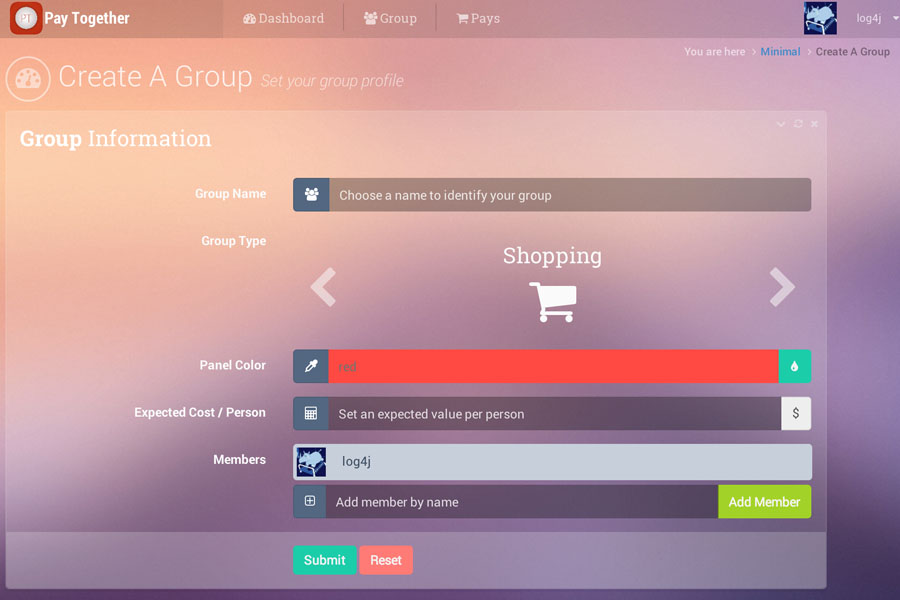 PT Pay Together Dashboard Group Pays log4j
You are here Minimal Create A Group
Create A Group Set your group profile
Group Information
Group Name Choose a name to identify your group
Group Type
Shopping
Panel Color red
Expected Cost / Person Set an expected value per person $
Members log4j
Add member by name Add Member
Submit Reset